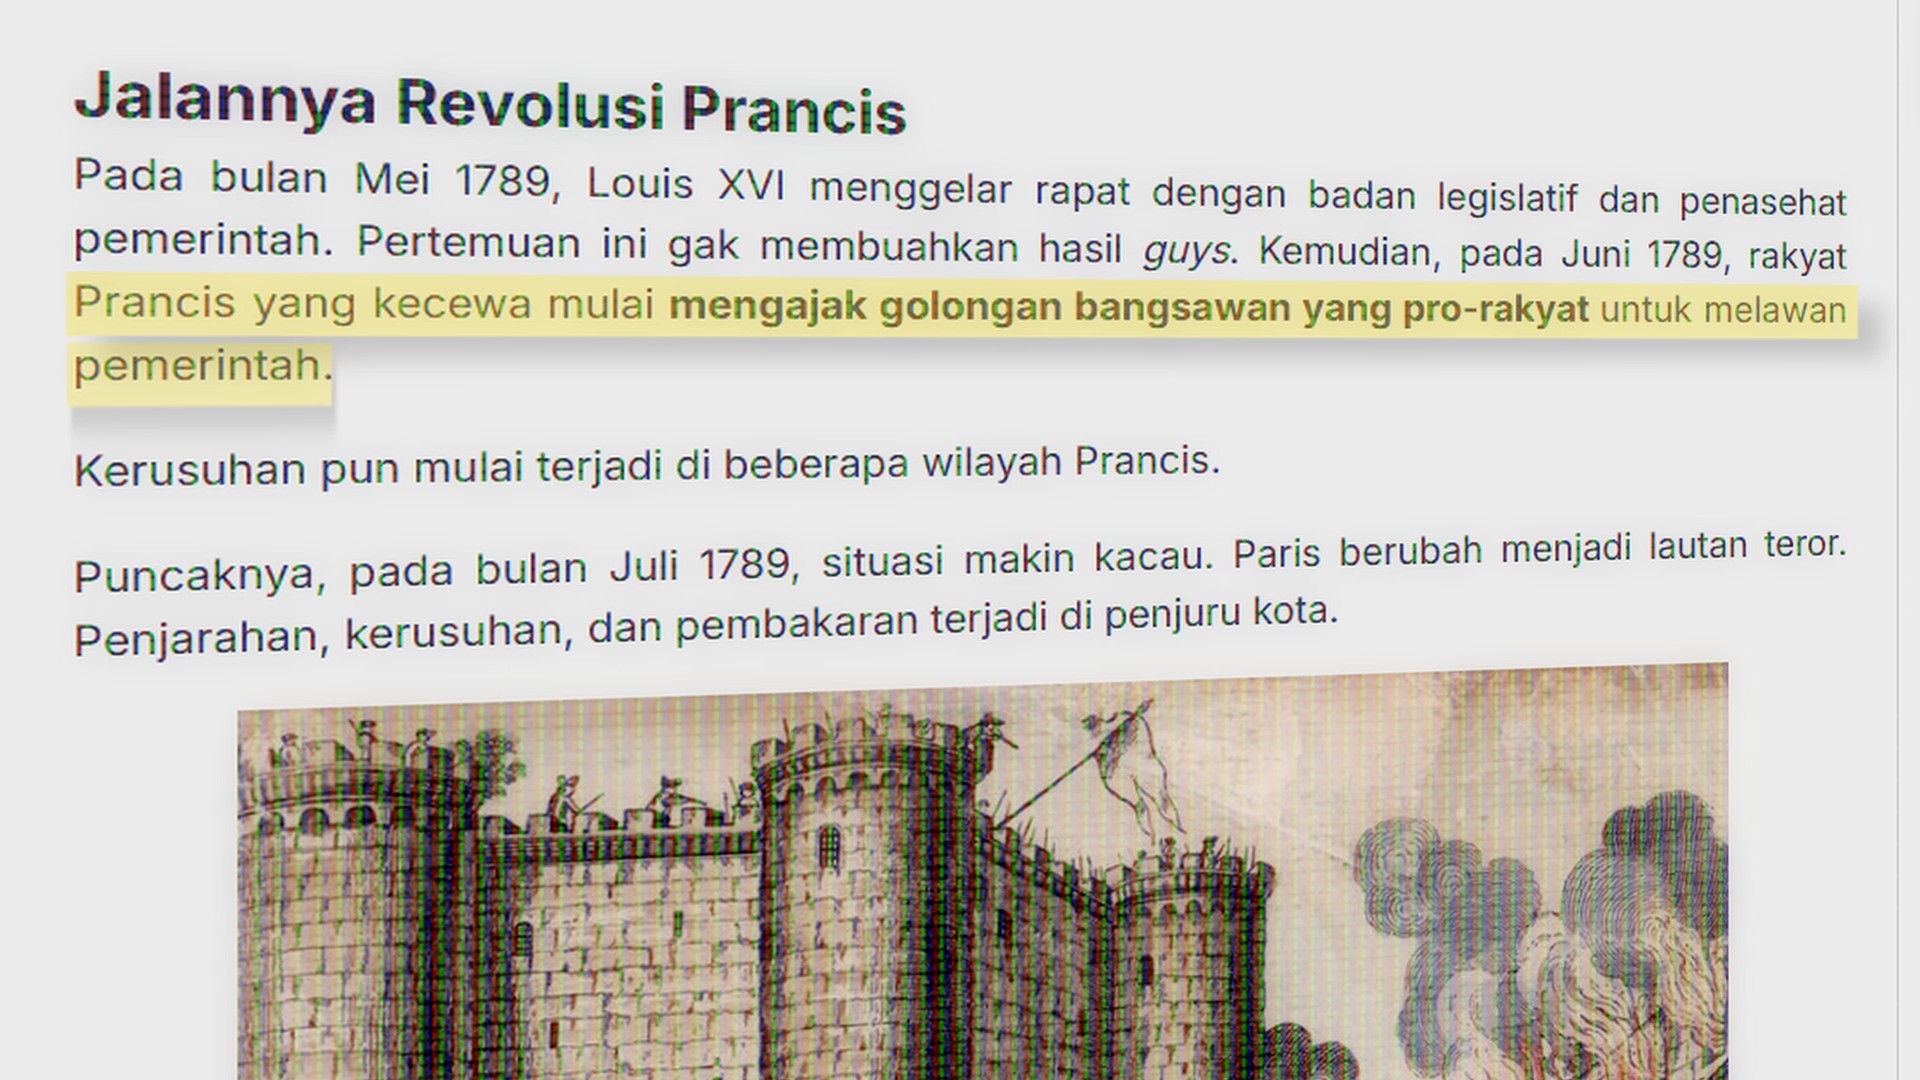 Jalannya Revolusi Prancis
Pada bulan Mei 1789, Louis XVI menggelar rapat dengan badan legislatif dan penasehat
pemerintah. Pertemuan ini gak membuahkan hasil guys. Kemudian, pada Juni 1789, rakyat
Prancis yang kecewa mulai mengajak golongan bangsawan yang pro-rakyat untuk melawan
pemerintah.
Kerusuhan pun mulai terjadi di beberapa wilayah Prancis.
Puncaknya, pada bulan Juli 1789, situasi makin kacau. Paris berubah menjadi lautan teror.
Penjarahan, kerusuhan, dan pembakaran terjadi di penjuru kota.